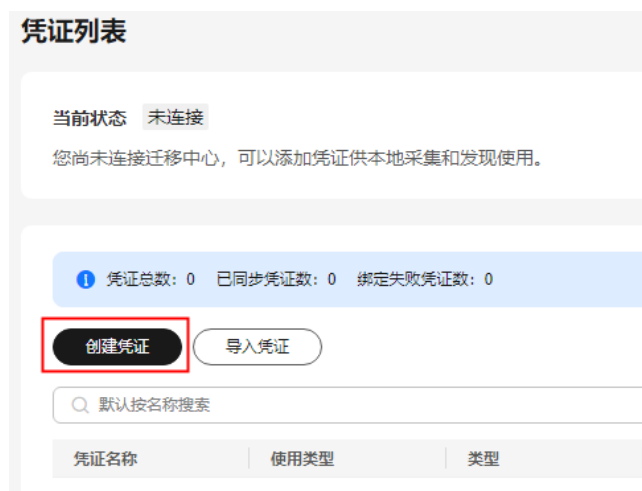 凭证列表
当前状态 未连接
您尚未连接迁移中心，可以添加凭证供本地采集和发现使用。
凭证总数：0 已同步凭证数：0 绑定失败凭证数：0
创建凭证 导入凭证
默认按名称搜索
凭证名称 使用类型 类型